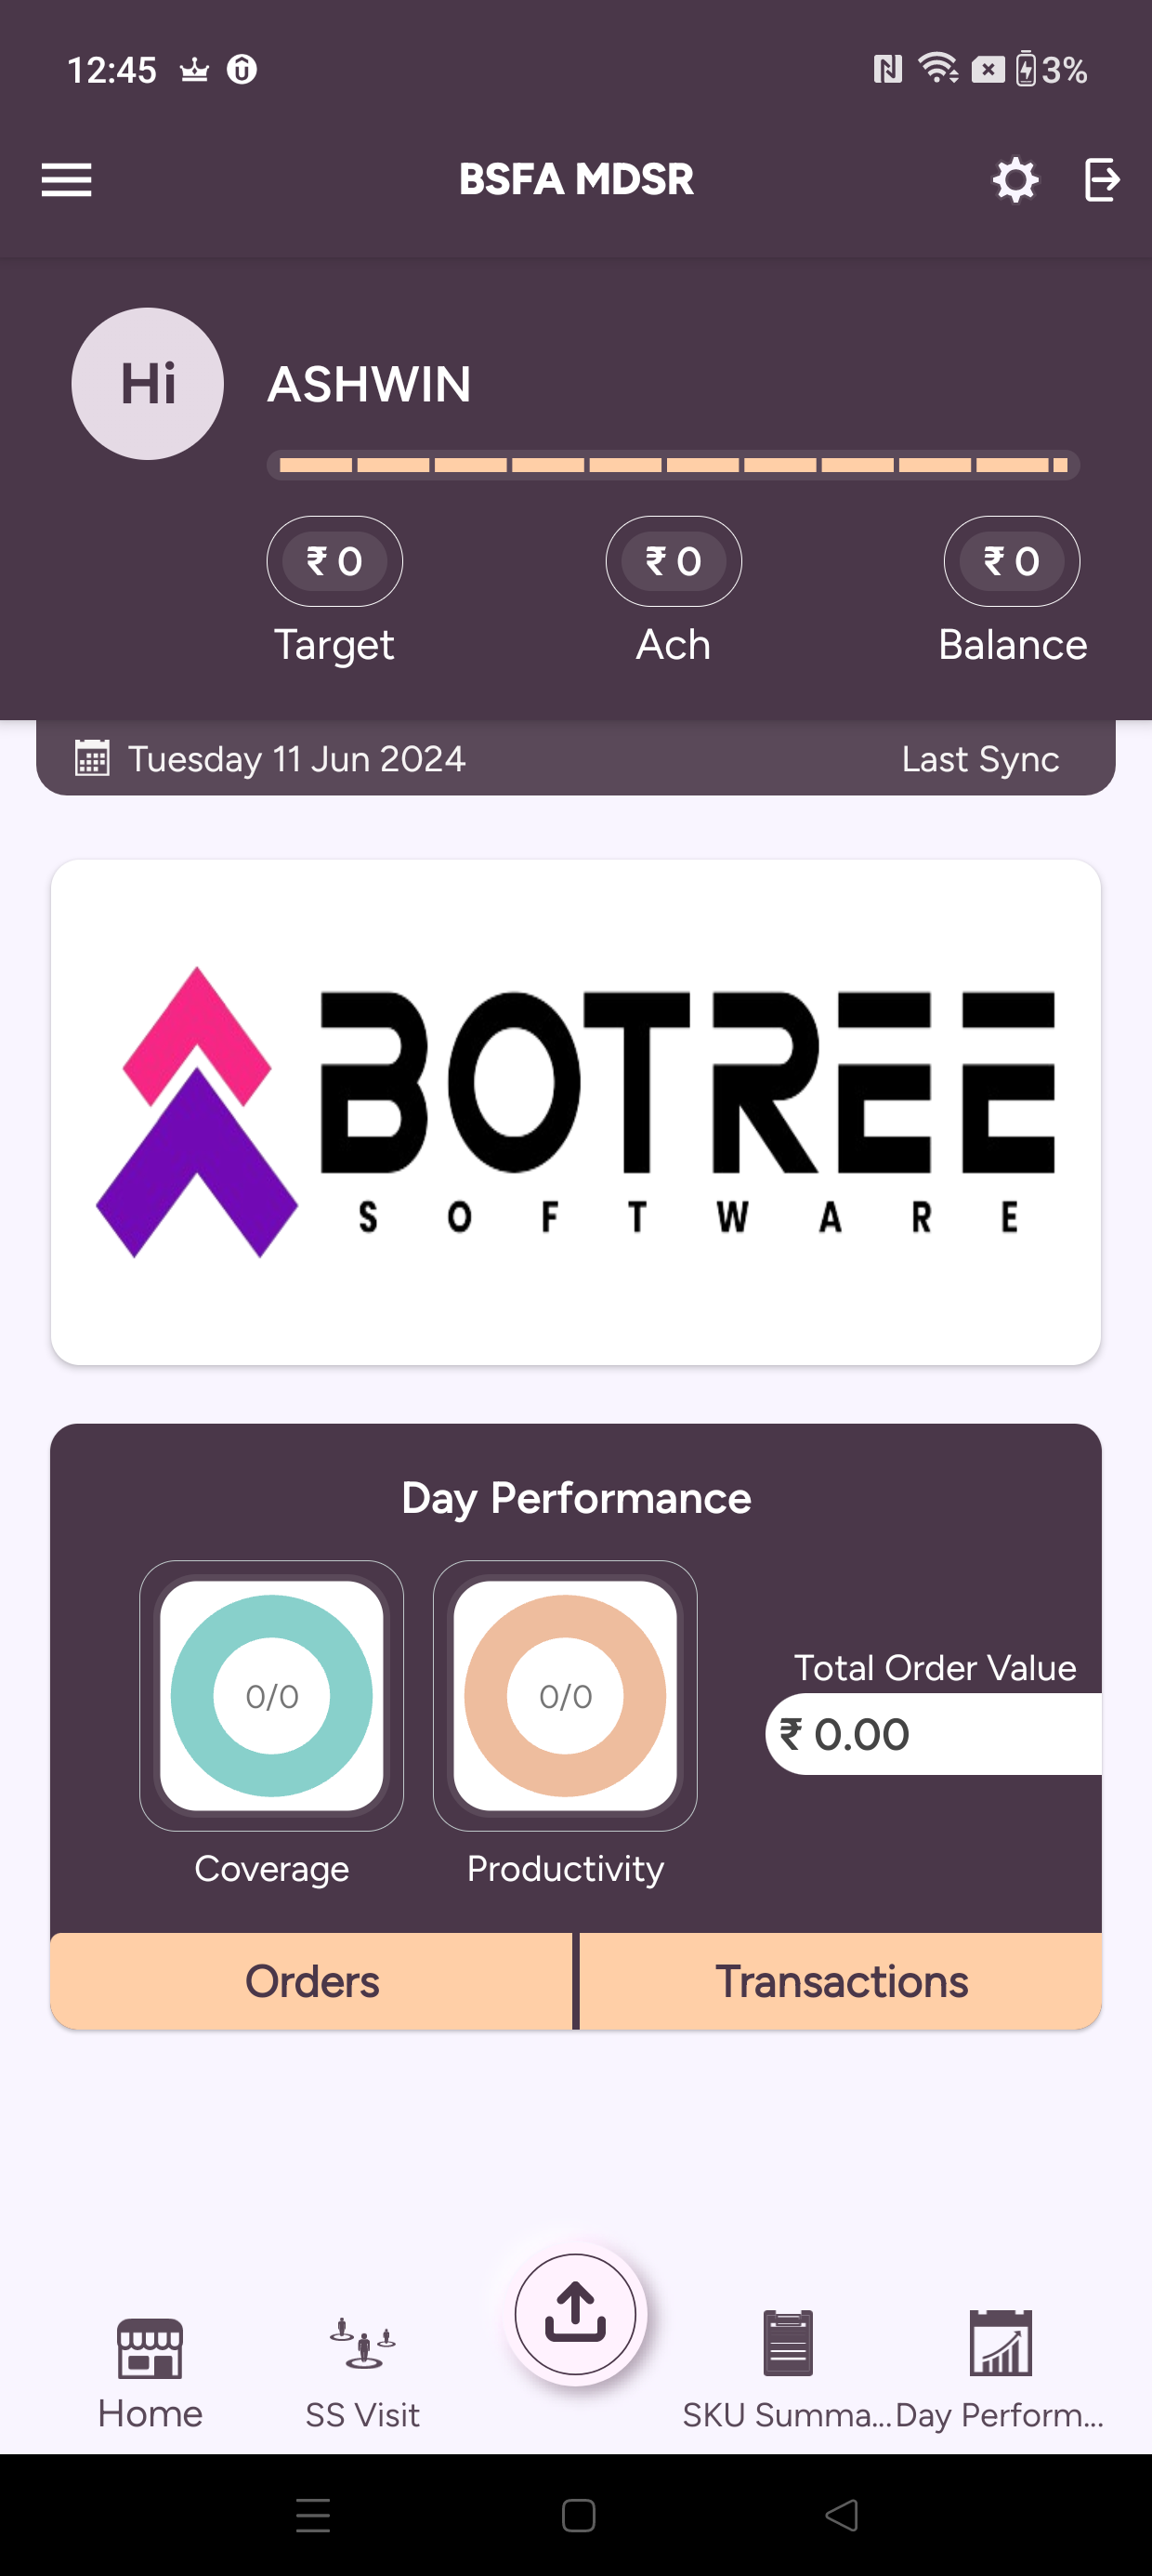 12:45 3%
BSFA MDSR
Hi
ASHWIN
₹ 0 ₹ 0 ₹ 0
Target Ach Balance
Tuesday 11 Jun 2024 Last Sync
BOTREE
SOFTWARE
Day Performance
0/0 0/0
Total Order Value
₹ 0.00
Coverage Productivity
Orders Transactions
Home SS Visit SKU Summa... Day Perform...